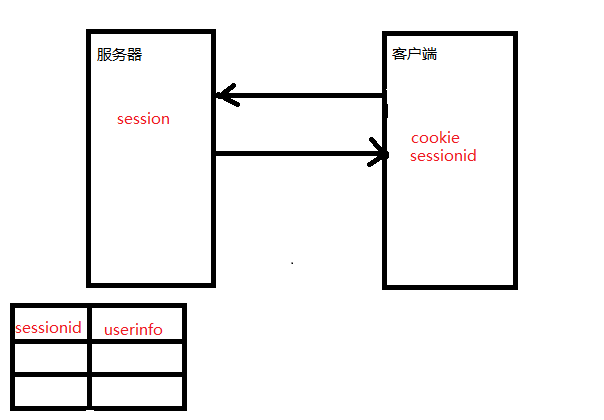 服务器
客户端
session
cookie
sessionid
sessionid
userinfo